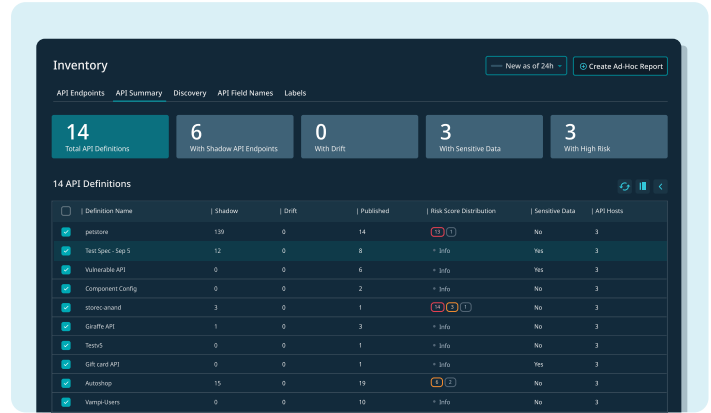 Inventory
New as of 24h
Create Ad-Hoc Report
API Endpoints API Summary Discovery API Field Names Labels
14 6 0 3 3
Total API Definitions With Shadow API Endpoints With Drift With Sensitive Data With High Risk
14 API Definitions
| Definition Name | Shadow | Drift | Published | Risk Score Distribution | Sensitive Data | API Hosts
petstore 139 0 14 13 1 No 3
Test Spec - Sep 5 12 0 8 Info Yes 3
Vulnerable API 0 0 6 Info Yes 3
Component Config 0 0 2 Info No 3
storec-anand 3 0 1 14 3 1 No 3
Giraffe API 1 0 3 Info No 3
Testv5 0 0 1 Info No 3
Gift card API 0 0 1 Info Yes 3
Autoshop 15 0 19 6 2 No 3
Vampi-Users 0 0 10 Info No 3